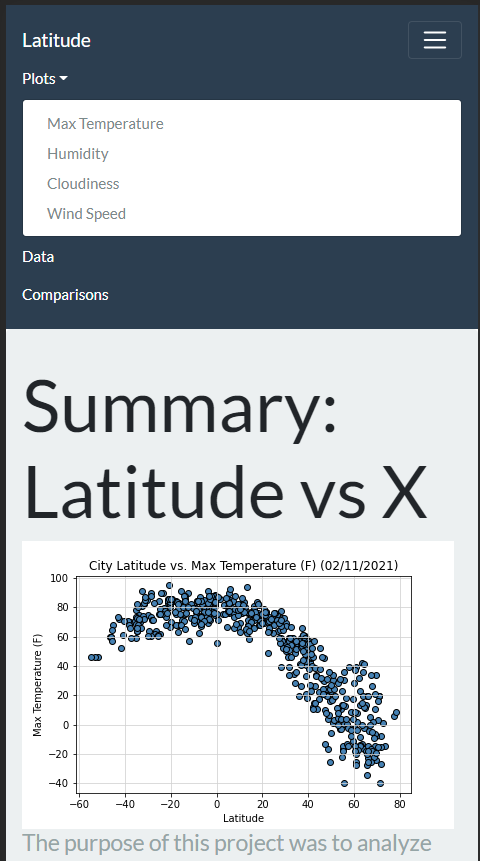 Latitude
Plots
Max Temperature
Humidity
Cloudiness
Wind Speed
Data
Comparisons
Summary:
Latitude vs X
City Latitude vs. Max Temperature (F) (02/11/2021)
100
80
60
40
20
0
−20
−40
Max Temperature (F)
−60 −40 −20 0 20 40 60 80
Latitude
The purpose of this project was to analyze